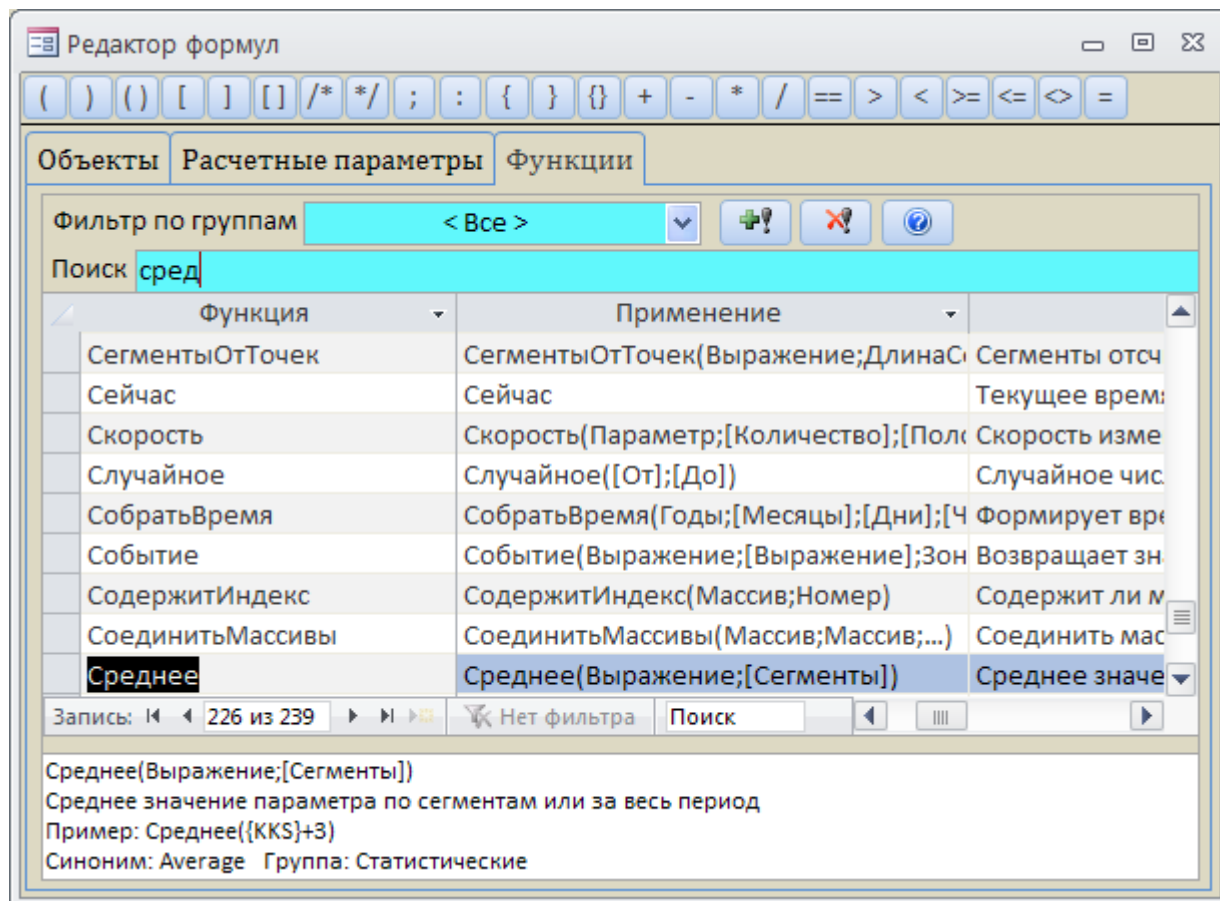 Редактор формул
( ) () [ ] [] /* */ ; : { } {} + - * / == > < >= <= <> =
Объекты Расчетные параметры Функции
Фильтр по группам < Все >
Поиск сред
Функция Применение
СегментыОтТочек СегментыОтТочек(Выражение;ДлинаС Сегменты отсч
Сейчас Сейчас Текущее врем
Скорость Скорость(Параметр;[Количество];[Пол Скорость изме
Случайное Случайное([От];[До]) Случайное чис
СобратьВремя СобратьВремя(Годы;[Месяцы];[Дни];[Ч Формирует вре
Событие Событие(Выражение;[Выражение];Зон Возвращает зн
СодержитИндекс СодержитИндекс(Массив;Номер) Содержит ли м
СоединитьМассивы СоединитьМассивы(Массив;Массив;...) Соединить мас
Среднее Среднее(Выражение;[Сегменты]) Среднее значе
Запись: 226 из 239 Нет фильтра Поиск
Среднее(Выражение;[Сегменты])
Среднее значение параметра по сегментам или за весь период
Пример: Среднее({KKS}+3)
Синоним: Average Группа: Статистические